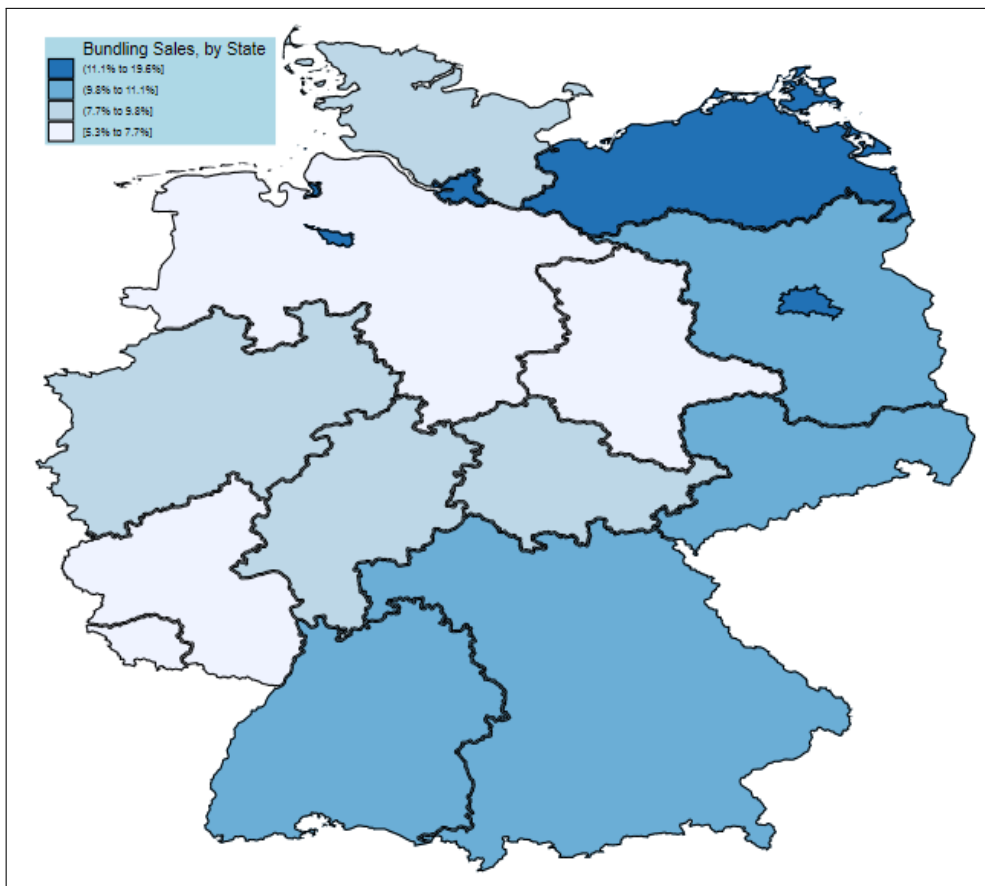 Bundling Sales, by State
(11.1% to 19.6%]
(9.8% to 11.1%]
(7.7% to 9.8%]
[5.3% to 7.7%]